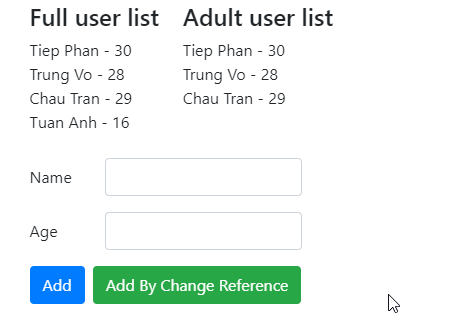 Full user list
Tiep Phan - 30
Trung Vo - 28
Chau Tran - 29
Tuan Anh - 16
Adult user list
Tiep Phan - 30
Trung Vo - 28
Chau Tran - 29
Name
Age
Add
Add By Change Reference